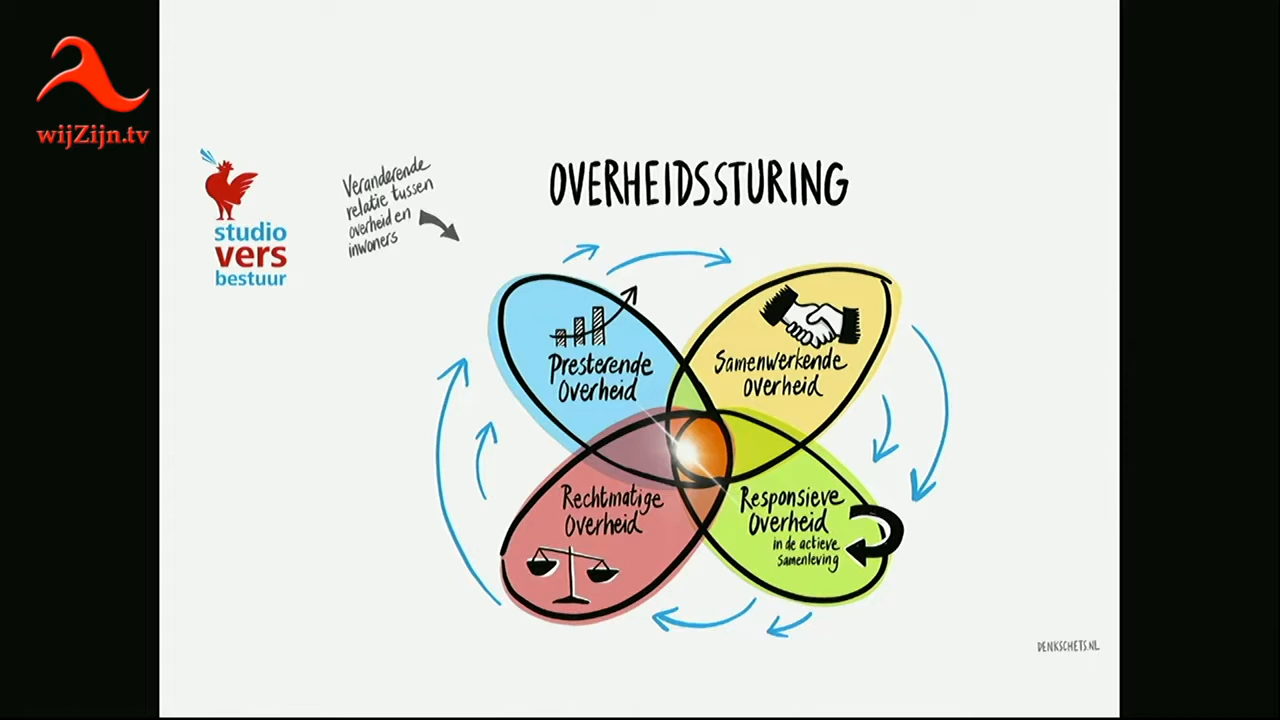 wijZijn.tv
studio
vers
bestuur
Veranderende
relatie tussen
overheid en
inwoners
OVERHEIDSSTURING
Presterende
Overheid
Samenwerkende
overheid
Rechtmatige
Overheid
Responsieve
Overheid
in de actieve
samenleving
DENKSCHETS.NL